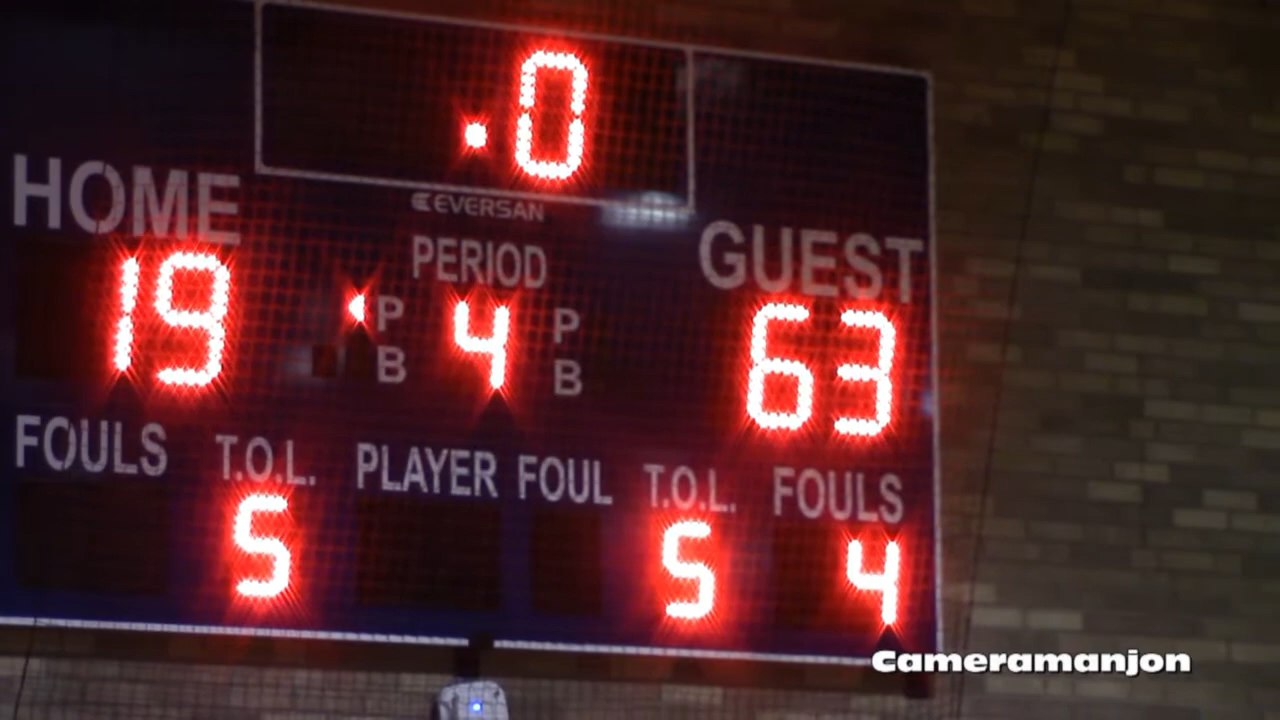 .0
EVERSAN
HOME PERIOD GUEST
19 P 4 P 63
B B
FOULS T.O.L. PLAYER FOUL T.O.L. FOULS
5 5 4
Cameramanjon